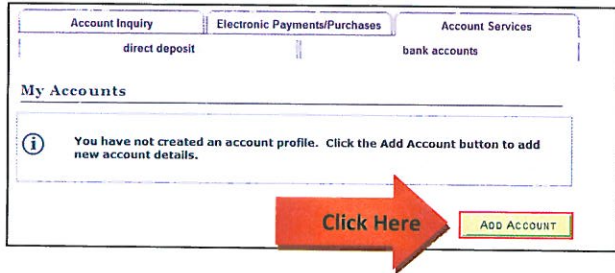 Account Inquiry
Electronic Payments/Purchases
Account Services
direct deposit
bank accounts
My Accounts
You have not created an account profile. Click the Add Account button to add
new account details.
Click Here
ADD ACCOUNT